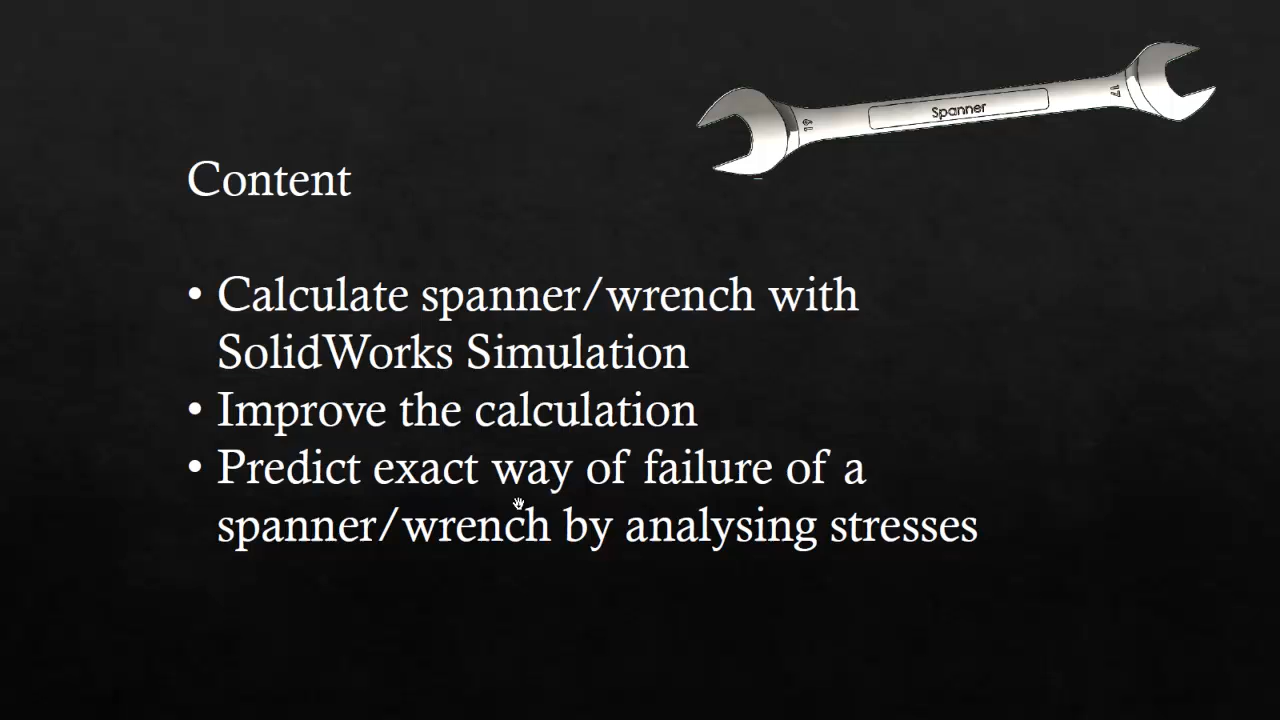 Spanner
19
17
Content
• Calculate spanner/wrench with
SolidWorks Simulation
• Improve the calculation
• Predict exact way of failure of a
spanner/wrench by analysing stresses